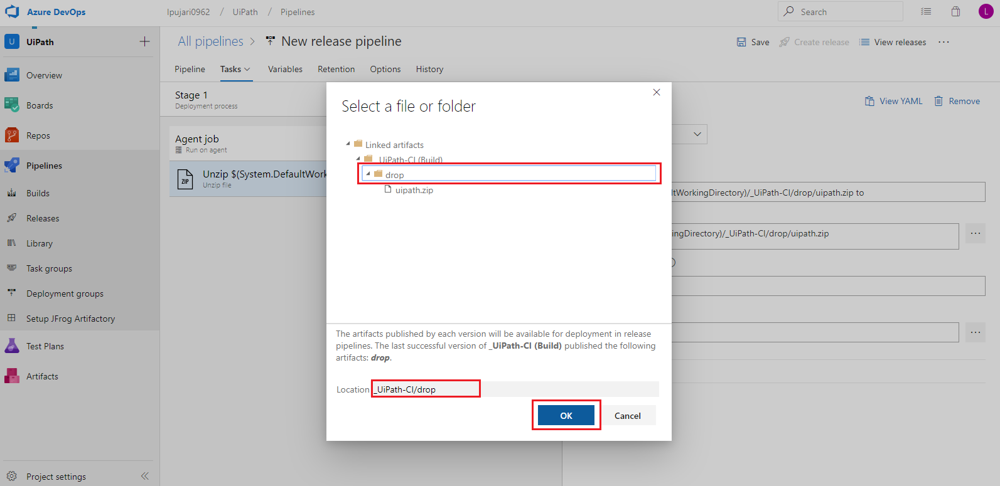 Azure DevOps
lpujari0962 / UiPath / Pipelines
Search
L
U UiPath
All pipelines > New release pipeline
Save
Create release
View releases
...
Overview
Boards
Repos
Pipelines
Builds
Releases
Library
Task groups
Deployment groups
Setup JFrog Artifactory
Test Plans
Artifacts
Project settings
Pipeline Tasks Variables Retention Options History
Stage 1
Deployment process
View YAML
Remove
Agent job
Run on agent
ZIP
Unzip $(System.DefaultWork
Unzip file
Select a file or folder
Linked artifacts
_UiPath-CI (Build)
drop
uipath.zip
The artifacts published by each version will be available for deployment in release
pipelines. The last successful version of _UiPath-CI (Build) published the following
artifacts: drop.
Location _UiPath-CI/drop
OK Cancel
ltWorkingDirectory)/_UiPath-CI/drop/uipath.zip to
ingDirectory)/_UiPath-CI/drop/uipath.zip
...
...